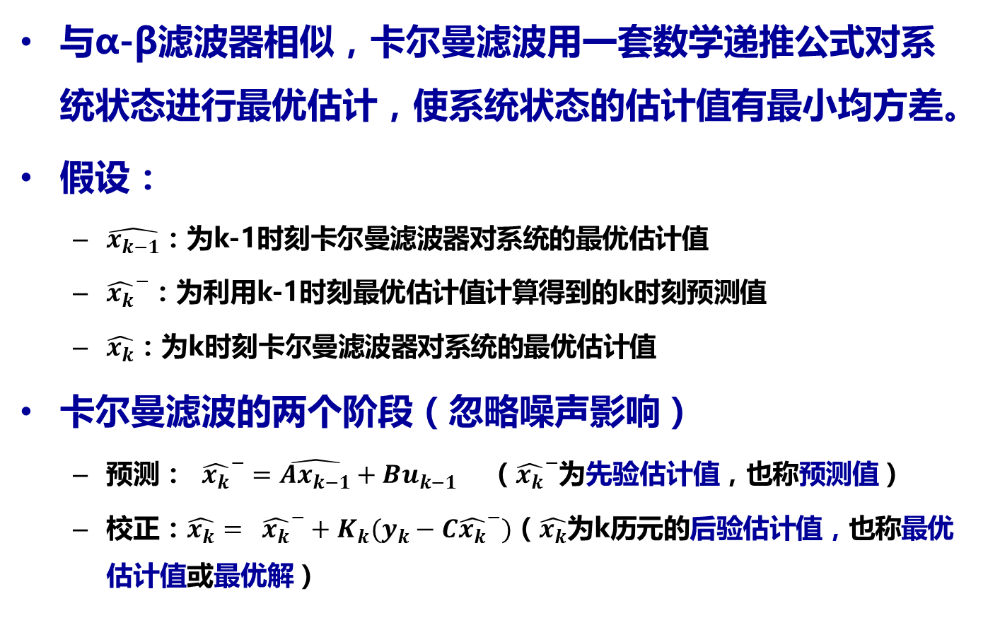 • 与α-β滤波器相似，卡尔曼滤波用一套数学递推公式对系
统状态进行最优估计，使系统状态的估计值有最小均方差。
• 假设：
– $\widehat{x_{k-1}}$：为k-1时刻卡尔曼滤波器对系统的最优估计值
– $\widehat{x_k}^-$：为利用k-1时刻最优估计值计算得到的k时刻预测值
– $\widehat{x_k}$：为k时刻卡尔曼滤波器对系统的最优估计值
• 卡尔曼滤波的两个阶段（忽略噪声影响）
– 预测： $\widehat{x_k}^- = \widehat{Ax_{k-1}} + Bu_{k-1}$ （$\widehat{x_k}^-$为先验估计值，也称预测值）
– 校正：$\widehat{x_k} = \widehat{x_k}^- + K_k(y_k - C\widehat{x_k}^-)$（$\widehat{x_k}$为k历元的后验估计值，也称最优
估计值或最优解）